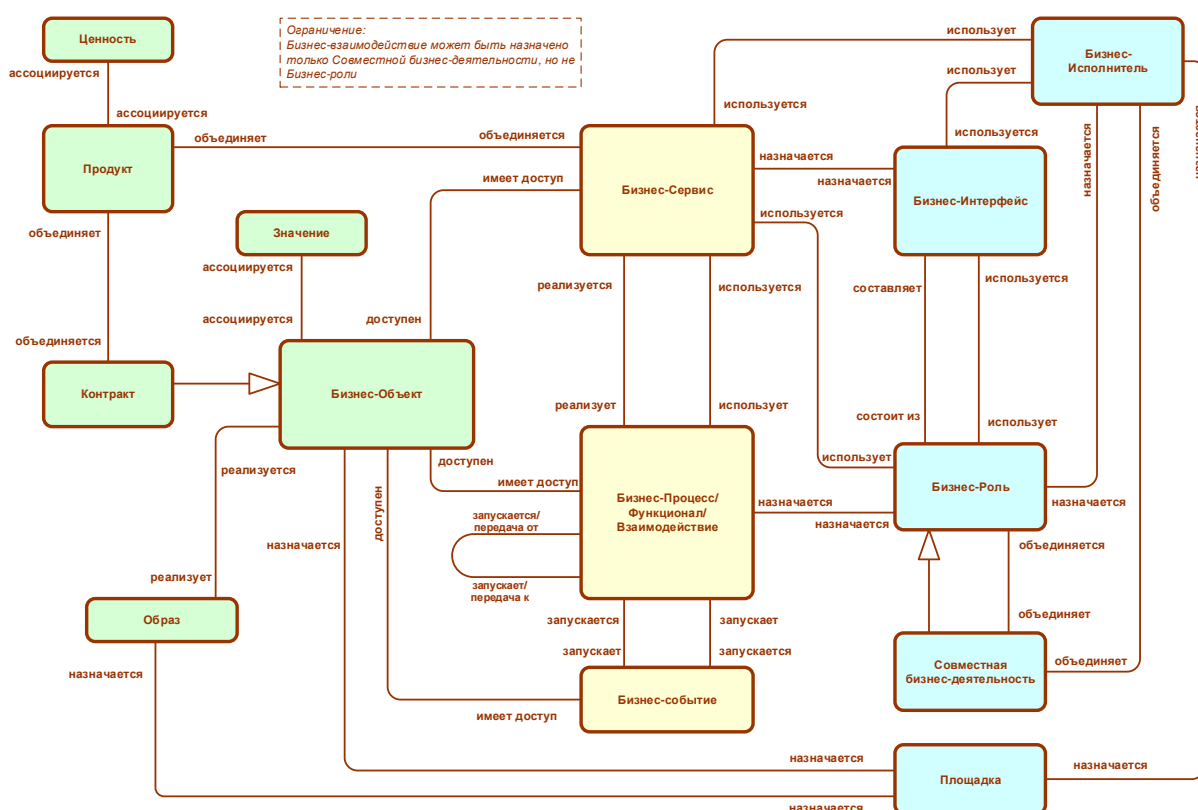 Ценность
ассоциируется
ассоциируется
Продукт
объединяет
объединяется
объединяет
объединяется
Контракт
Ограничение:
Бизнес-взаимодействие может быть назначено
только Совместной бизнес-деятельности, но не
Бизнес-роли
Значение
ассоциируется
ассоциируется
имеет доступ
доступен
Бизнес-Объект
реализуется
реализует
Образ
назначается
назначается
доступен
доступен
имеет доступ
запускается/
передача от
запускает/
передача к
имеет доступ
Бизнес-Сервис
используется
использует
реализуется
используется
реализует
использует
Бизнес-Процесс/
Функционал/
Взаимодействие
запускается
запускает
запускает
запускается
Бизнес-событие
Бизнес-
Исполнитель
использует
используется
назначается
назначается
используется
использует
Бизнес-Интерфейс
составляет
используется
состоит из
использует
Бизнес-Роль
назначается
назначается
назначается
назначается
объединяется
объединяется
объединяет
объединяет
Совместная
бизнес-деятельность
Площадка
назначается
назначается
назначается